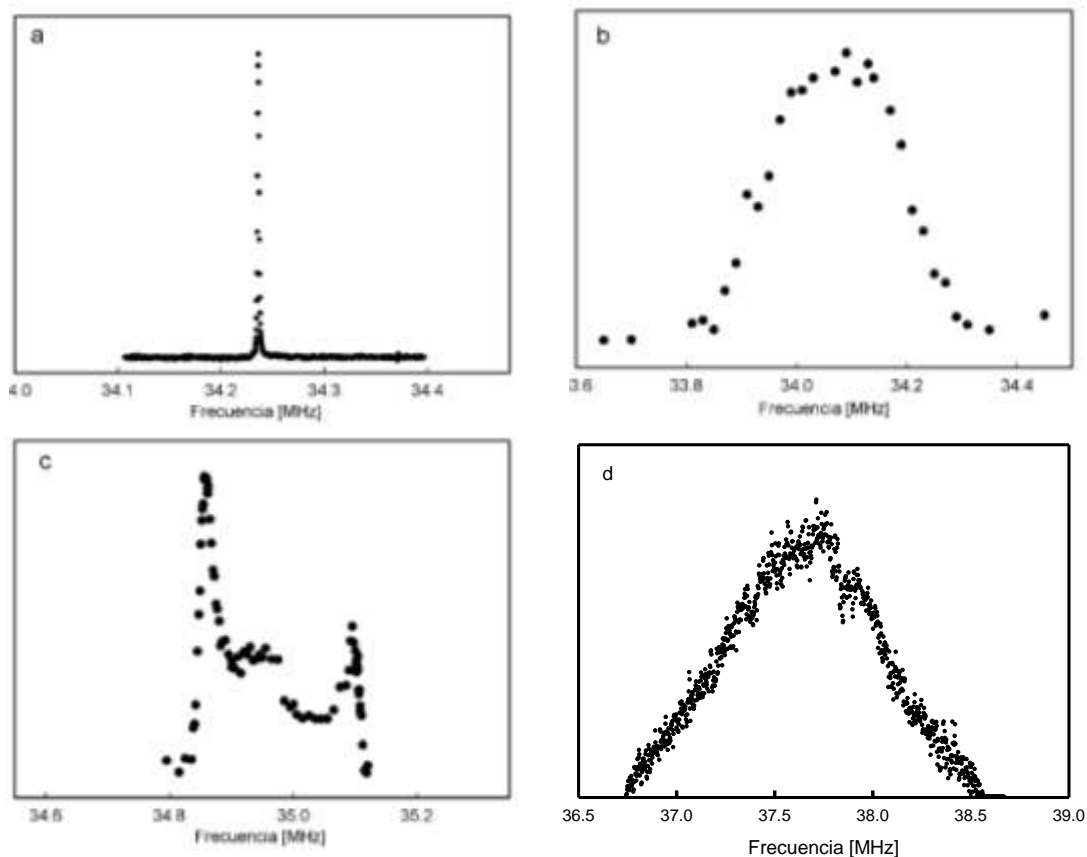 a
4.0 34.1 34.2 34.3 34.4
Frecuencia [MHz]
b
3.6 33.8 34.0 34.2 34.4
Frecuencia [MHz]
c
34.6 34.8 35.0 35.2
Frecuencia [MHz]
d
36.5 37.0 37.5 38.0 38.5 39.0
Frecuencia [MHz]